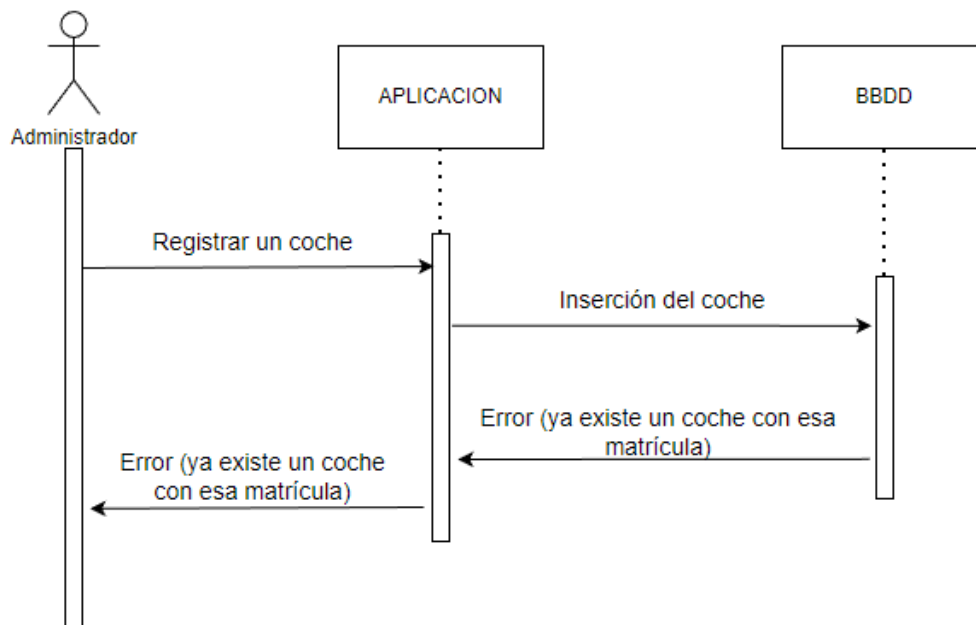 APLICACION
BBDD
Administrador
Registrar un coche
Inserción del coche
Error (ya existe un coche con esa
matrícula)
Error (ya existe un coche
con esa matrícula)